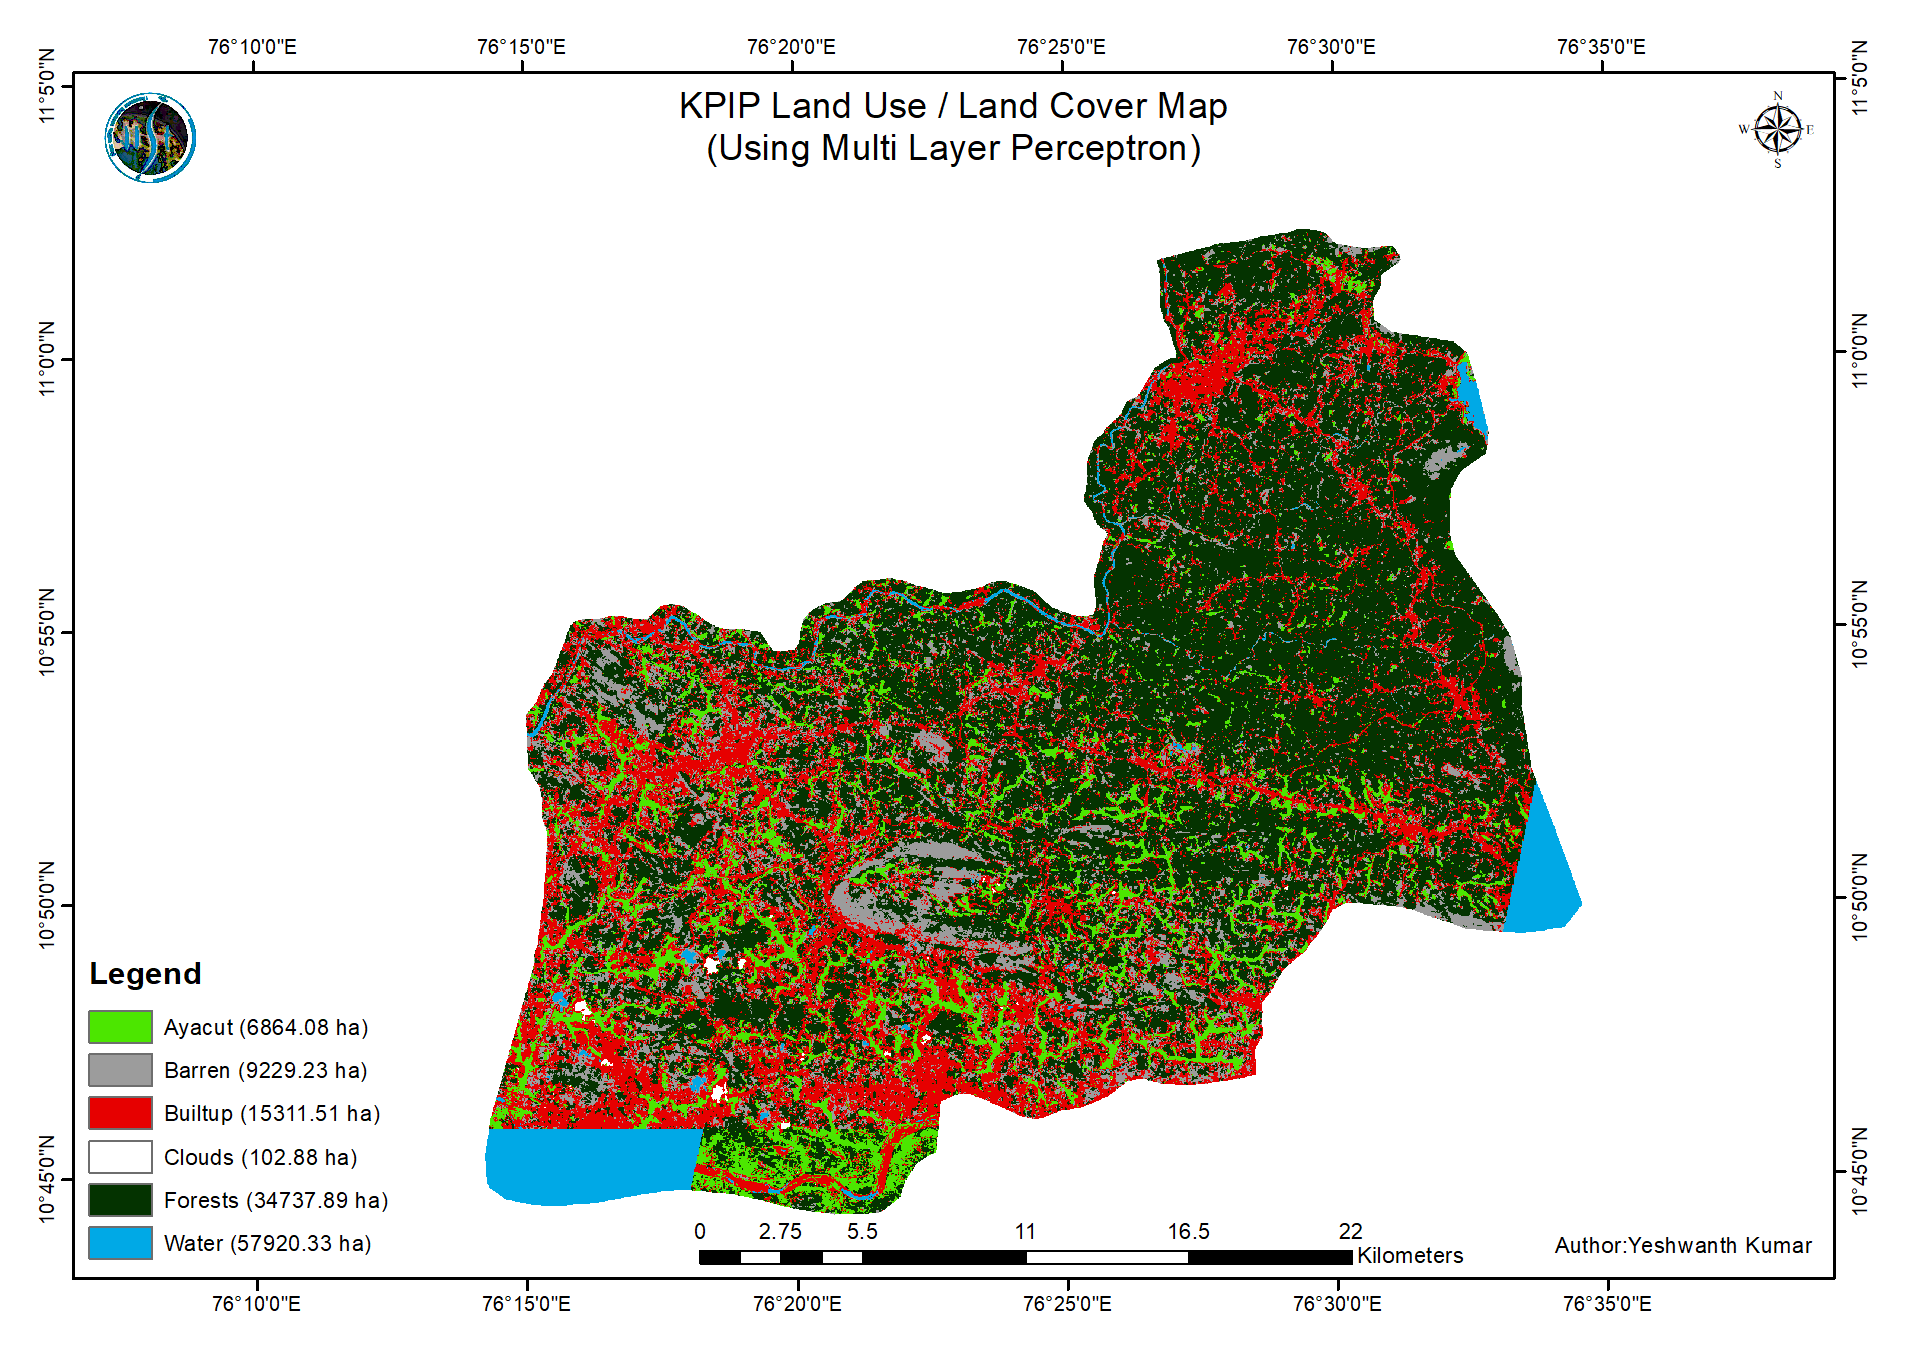 76°10'0"E 76°15'0"E 76°20'0"E 76°25'0"E 76°30'0"E 76°35'0"E
KPIP Land Use / Land Cover Map
(Using Multi Layer Perceptron)
N
W E
S
11°5'0"N 11°5'0"N
11°0'0"N 11°0'0"N
10°55'0"N 10°55'0"N
10°50'0"N 10°50'0"N
10°45'0"N 10°45'0"N
Legend
Ayacut (6864.08 ha)
Barren (9229.23 ha)
Builtup (15311.51 ha)
Clouds (102.88 ha)
Forests (34737.89 ha)
Water (57920.33 ha)
0 2.75 5.5 11 16.5 22
Kilometers
Author:Yeshwanth Kumar
76°10'0"E 76°15'0"E 76°20'0"E 76°25'0"E 76°30'0"E 76°35'0"E